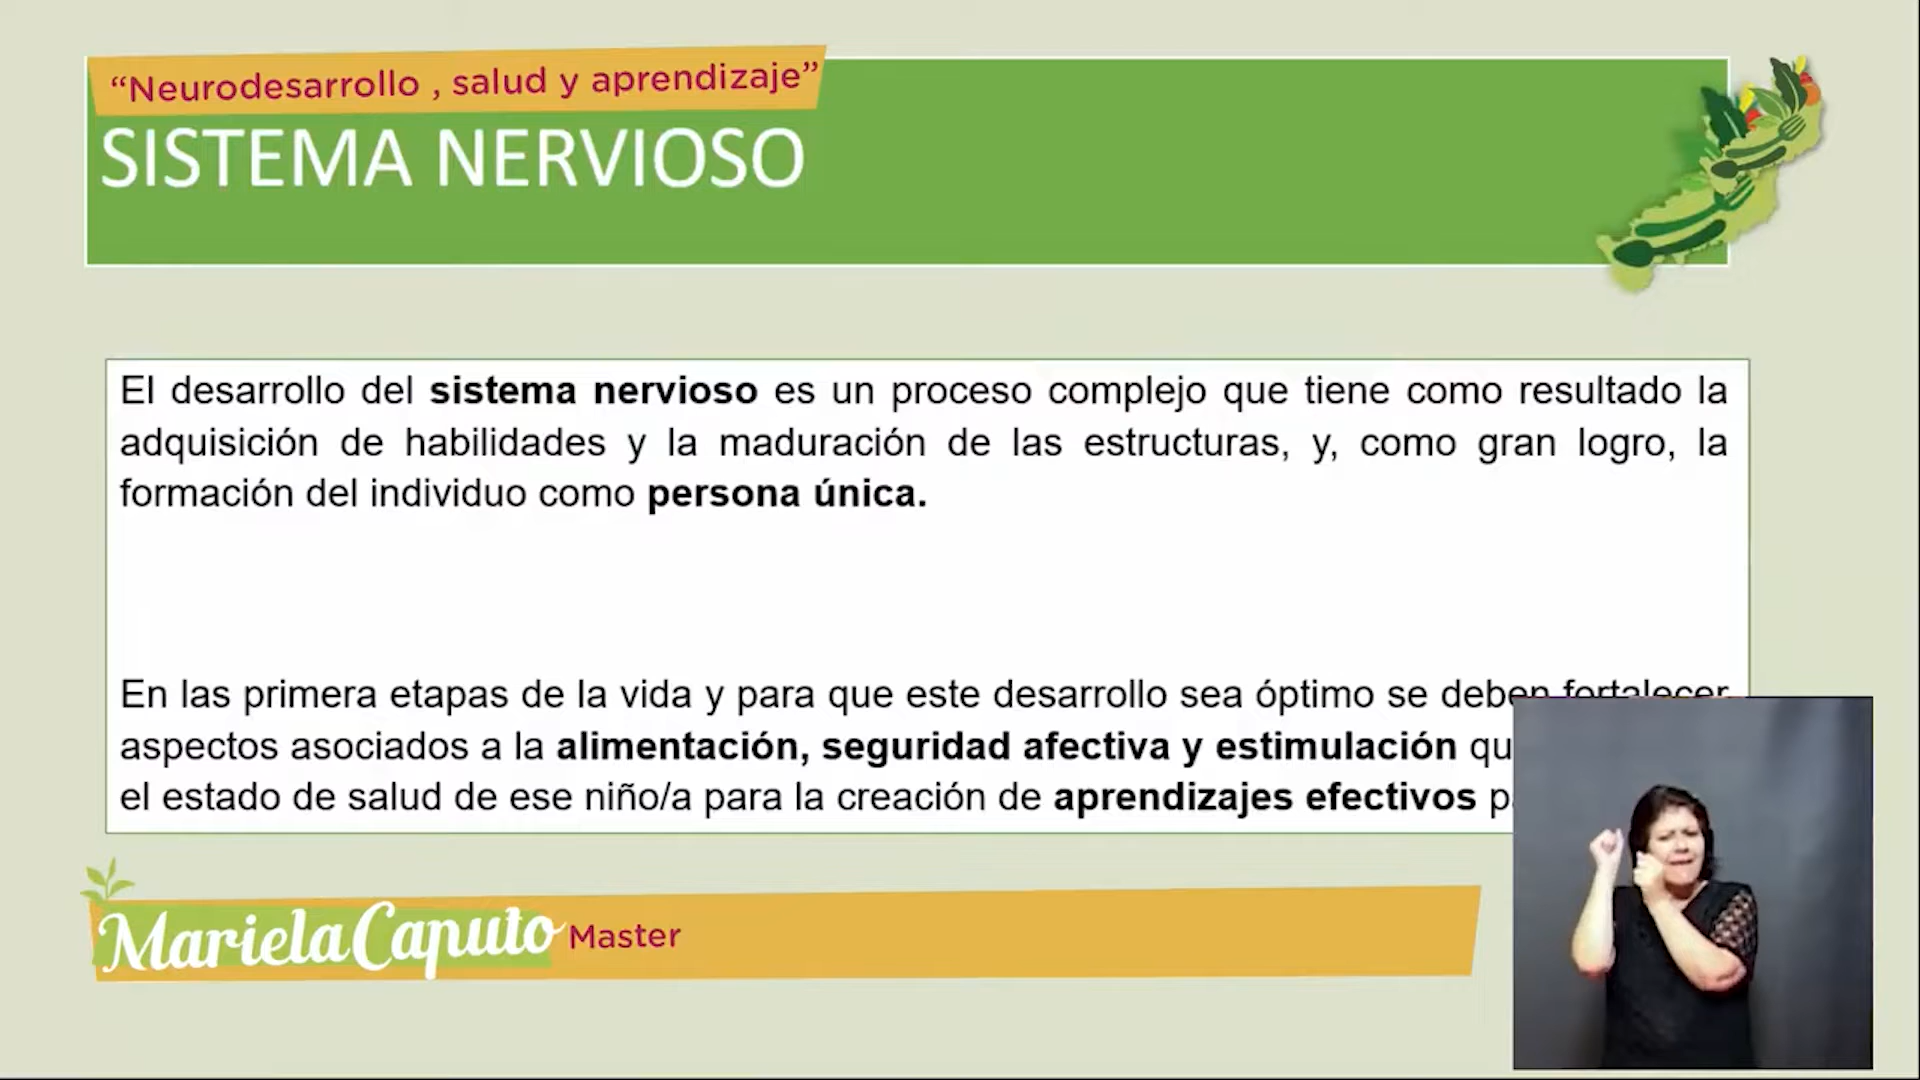 “Neurodesarrollo , salud y aprendizaje”
SISTEMA NERVIOSO
El desarrollo del sistema nervioso es un proceso complejo que tiene como resultado la
adquisición de habilidades y la maduración de las estructuras, y, como gran logro, la
formación del individuo como persona única.
En las primera etapas de la vida y para que este desarrollo sea óptimo se deben fortalecer
aspectos asociados a la alimentación, seguridad afectiva y estimulación
el estado de salud de ese niño/a para la creación de aprendizajes efectivos
Mariela Caputo Master